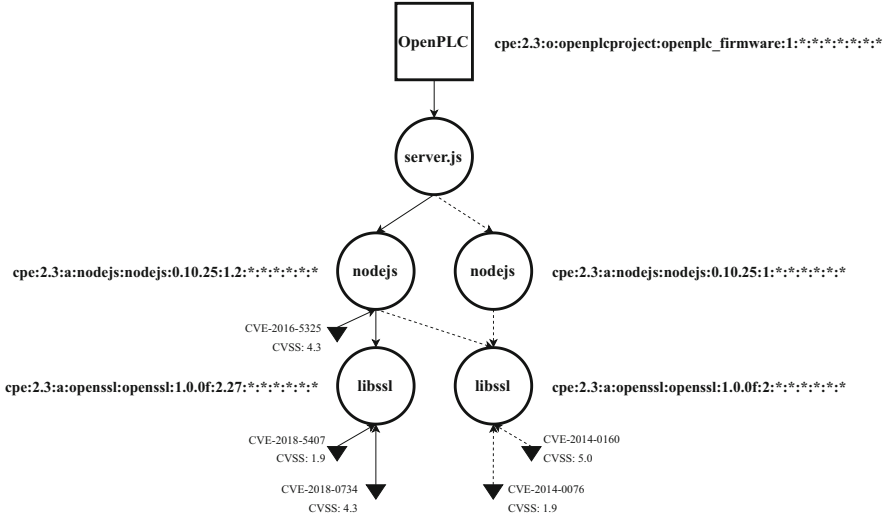 OpenPLC
cpe:2.3:o:openplcproject:openplc_firmware:1:*:*:*:*:*:*:*
server.js
cpe:2.3:a:nodejs:nodejs:0.10.25:1.2:*:*:*:*:*:*
nodejs
nodejs
cpe:2.3:a:nodejs:nodejs:0.10.25:1:*:*:*:*:*:*
CVE-2016-5325
CVSS: 4.3
cpe:2.3:a:openssl:openssl:1.0.0f:2.27:*:*:*:*:*:*
libssl
libssl
cpe:2.3:a:openssl:openssl:1.0.0f:2:*:*:*:*:*:*
CVE-2018-5407
CVSS: 1.9
CVE-2014-0160
CVSS: 5.0
CVE-2018-0734
CVSS: 4.3
CVE-2014-0076
CVSS: 1.9